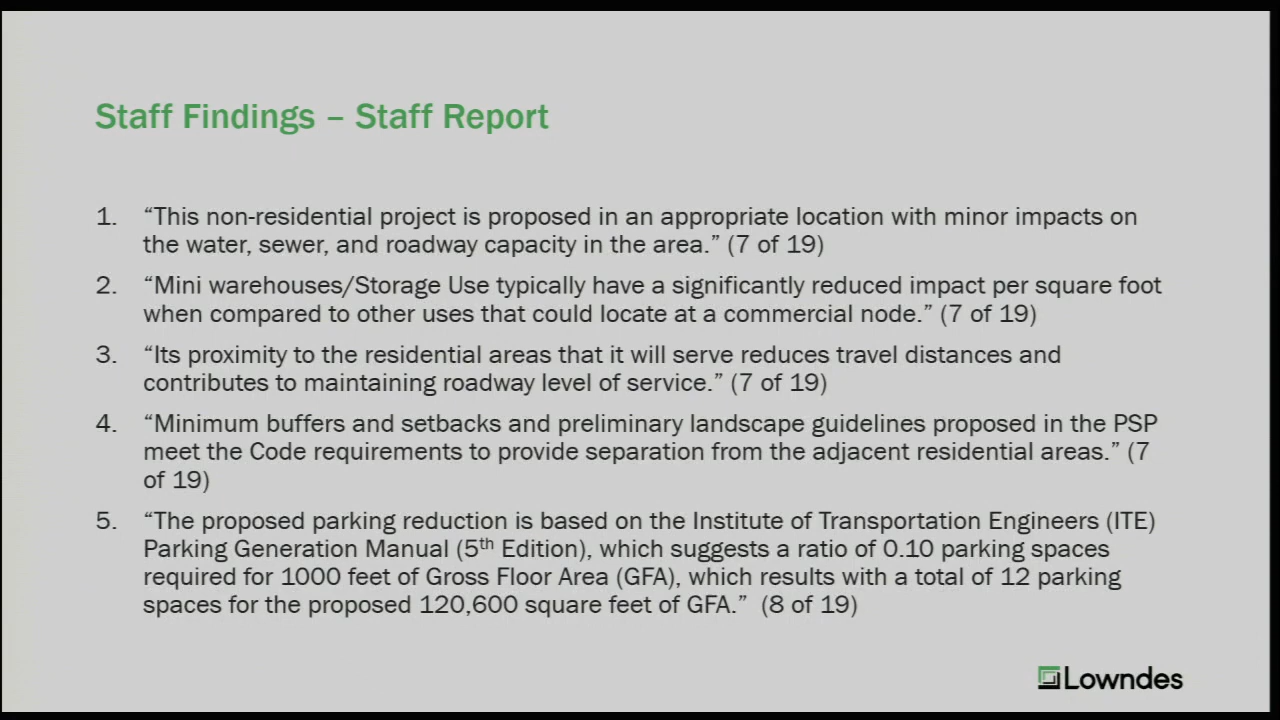 Staff Findings – Staff Report
1. “This non-residential project is proposed in an appropriate location with minor impacts on
the water, sewer, and roadway capacity in the area.” (7 of 19)
2. “Mini warehouses/Storage Use typically have a significantly reduced impact per square foot
when compared to other uses that could locate at a commercial node.” (7 of 19)
3. “Its proximity to the residential areas that it will serve reduces travel distances and
contributes to maintaining roadway level of service.” (7 of 19)
4. “Minimum buffers and setbacks and preliminary landscape guidelines proposed in the PSP
meet the Code requirements to provide separation from the adjacent residential areas.” (7
of 19)
5. “The proposed parking reduction is based on the Institute of Transportation Engineers (ITE)
Parking Generation Manual (5th Edition), which suggests a ratio of 0.10 parking spaces
required for 1000 feet of Gross Floor Area (GFA), which results with a total of 12 parking
spaces for the proposed 120,600 square feet of GFA.” (8 of 19)
Lowndes